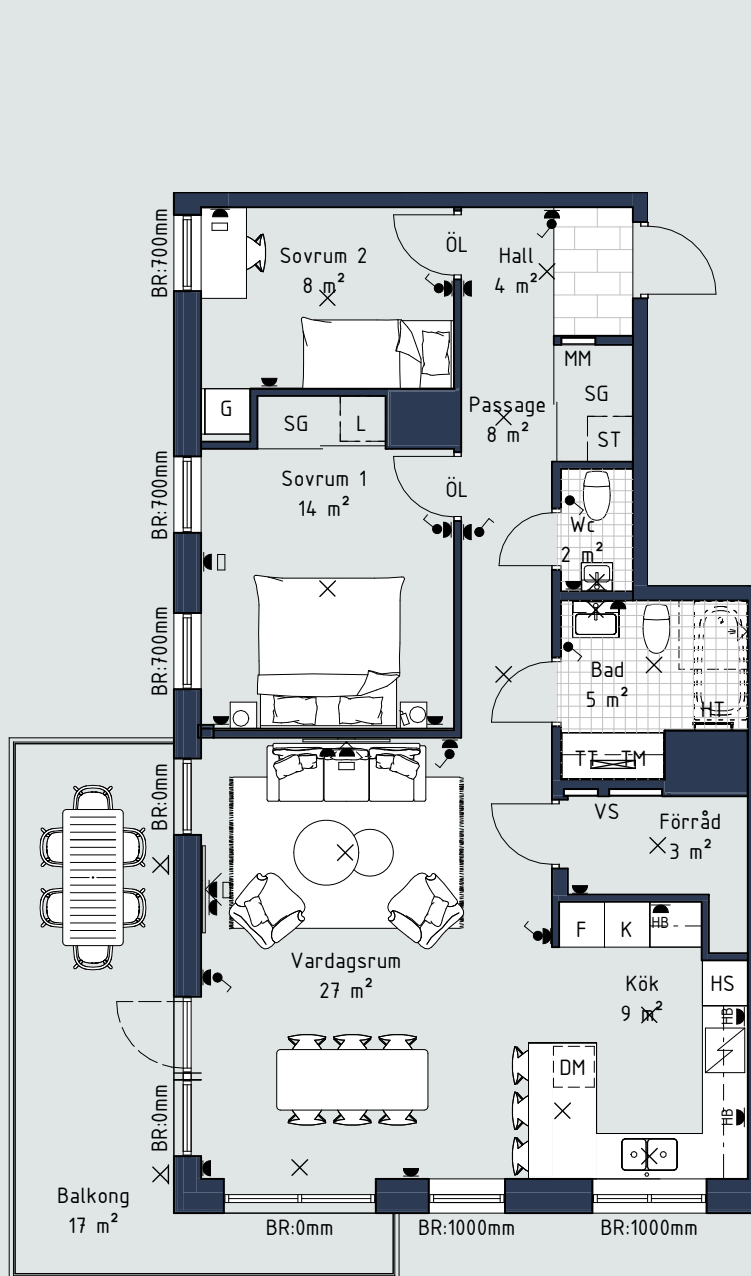 BR:700mm
Sovrum 2
8 m²
ÖL
Hall
4 m²
MM
G
SG
L
Passage
8 m²
SG
ST
BR:700mm
Sovrum 1
14 m²
ÖL
Wc
2 m²
BR:700mm
Bad
5 m²
HT
TT
TM
BR:0mm
VS
Förråd
3 m²
F
K
HB
Vardagsrum
27 m²
Kök
9 m²
HS
HB
DM
HB
BR:0mm
Balkong
17 m²
BR:0mm
BR:1000mm
BR:1000mm